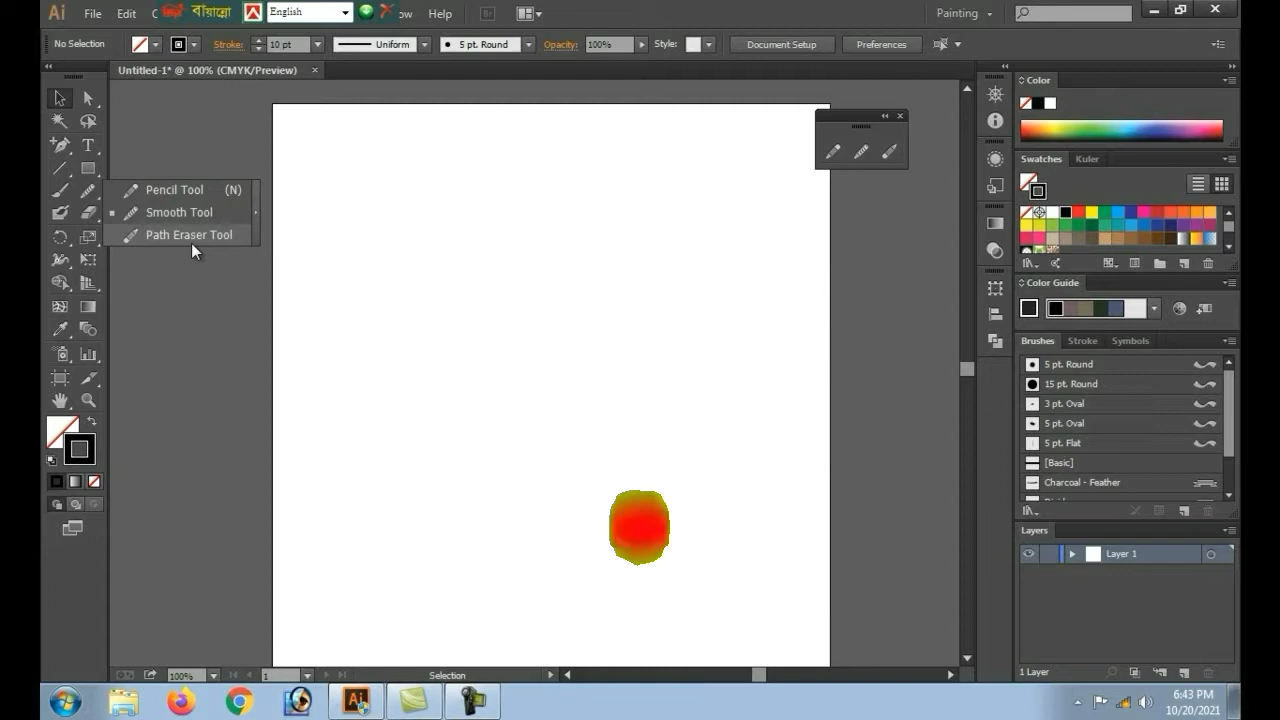 Ai File Edit বায়ান্নো English Help Br Painting
No Selection Stroke: 10 pt Uniform 5 pt. Round Opacity: 100% Style: Document Setup Preferences
Untitled-1* @ 100% (CMYK/Preview)
Pencil Tool (N)
Smooth Tool
Path Eraser Tool
Color
Swatches Kuler
Color Guide
Brushes Stroke Symbols
5 pt. Round
15 pt. Round
3 pt. Oval
5 pt. Oval
5 pt. Flat
[Basic]
Charcoal - Feather
Layers
Layer 1
1 Layer
100% 1 Selection
Ai 6:43 PM
10/20/2021